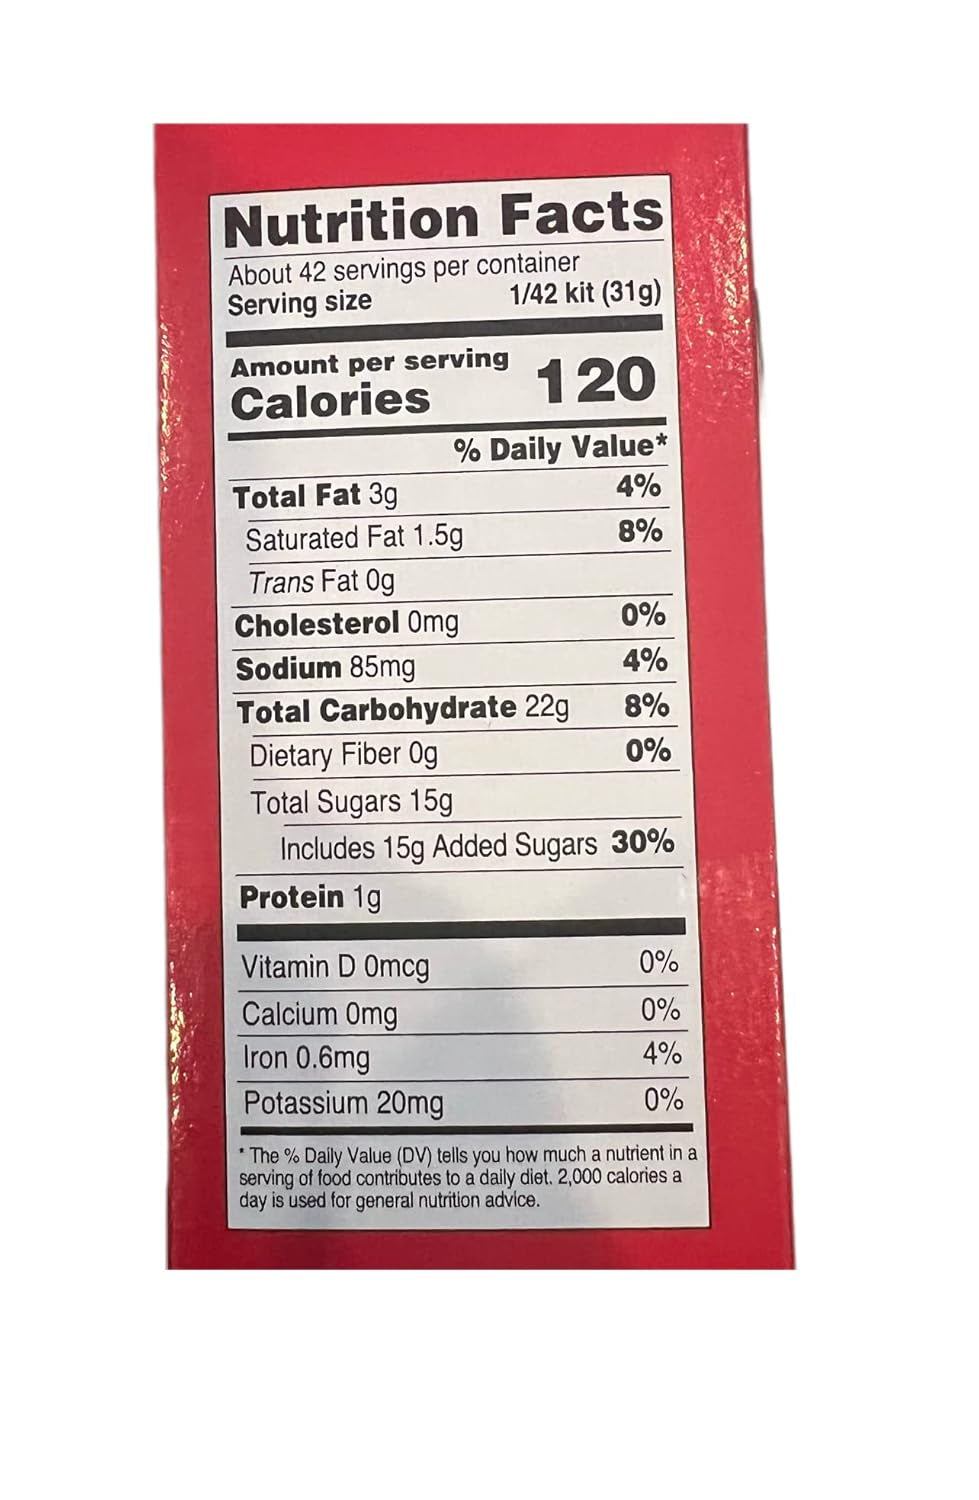 Nutrition Facts
About 42 servings per container
Serving size 1/42 kit (31g)
Amount per serving
Calories 120
% Daily Value*
Total Fat 3g 4%
Saturated Fat 1.5g 8%
Trans Fat 0g
Cholesterol 0mg 0%
Sodium 85mg 4%
Total Carbohydrate 22g 8%
Dietary Fiber 0g 0%
Total Sugars 15g
Includes 15g Added Sugars 30%
Protein 1g
Vitamin D 0mcg 0%
Calcium 0mg 0%
Iron 0.6mg 4%
Potassium 20mg 0%
* The % Daily Value (DV) tells you how much a nutrient in a
serving of food contributes to a daily diet. 2,000 calories a
day is used for general nutrition advice.